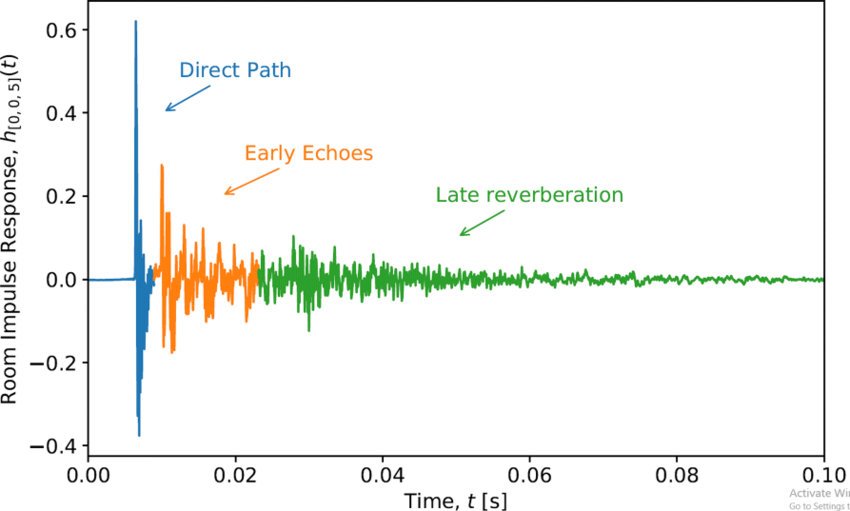 0.6
Direct Path
0.4
Early Echoes
0.2
Late reverberation
0.0
−0.2
−0.4
Room Impulse Response, h[0, 0, 5](t)
0.00 0.02 0.04 0.06 0.08 0.10
Time, t [s]
Activate Wi
Go to Settings t